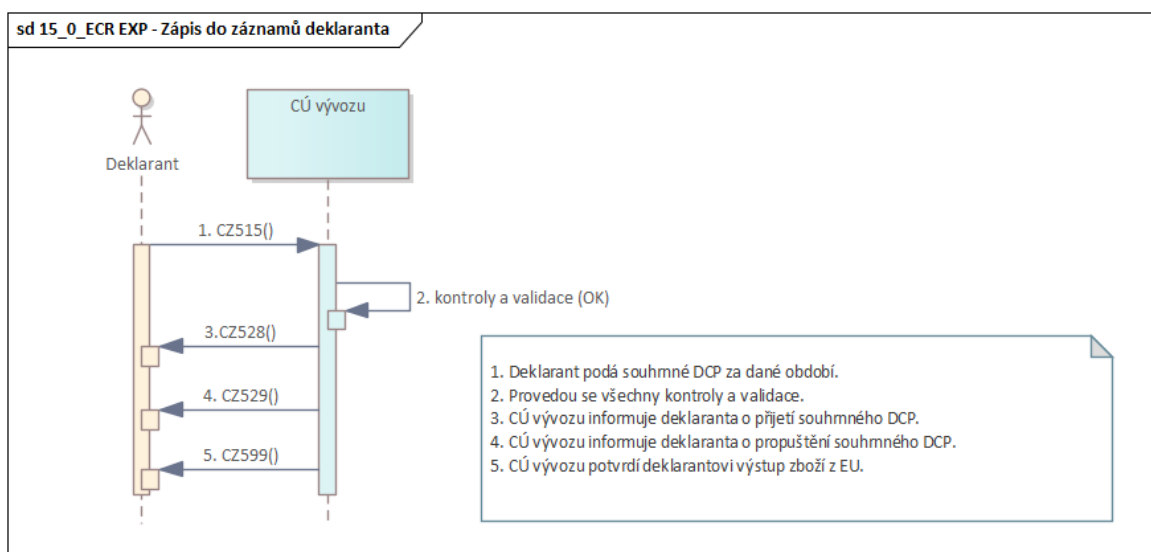 sd 15_0_ECR EXP - Zápis do záznamů deklaranta
CÚ vývozu
Deklarant
1. CZ515()
2. kontroly a validace (OK)
3.CZ528()
4. CZ529()
5. CZ599()
1. Deklarant podá souhrnné DCP za dané období.
2. Provedou se všechny kontroly a validace.
3. CÚ vývozu informuje deklaranta o přijetí souhrnného DCP.
4. CÚ vývozu informuje deklaranta o propuštění souhrnného DCP.
5. CÚ vývozu potvrdí deklarantovi výstup zboží z EU.